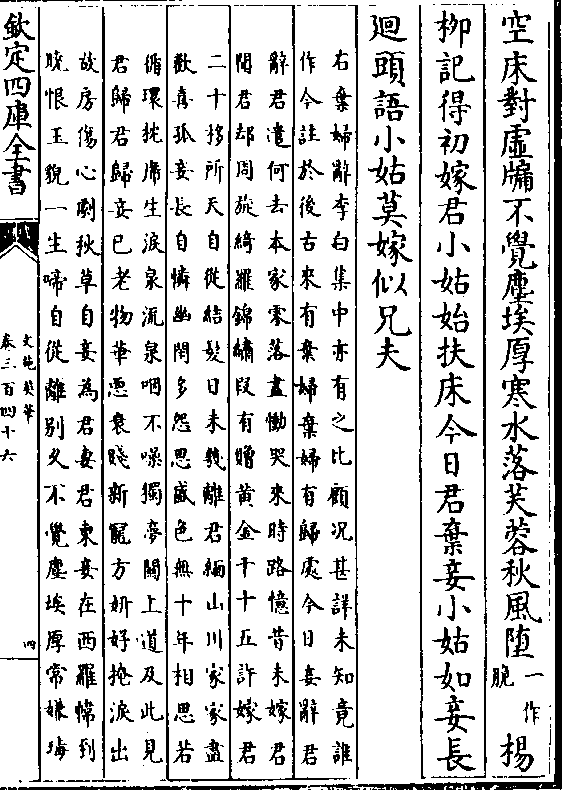 空床對虛牖不覺塵埃厚寒水落芙蓉秋風墮一作脆楊
柳記得初嫁君小姑始扶床今日君棄妾小姑如妾長
迴頭語小姑莫嫁似兄夫
右棄婦辭李白集中亦有之比顧况甚詳未知竟誰
作今註於後古來有棄婦棄婦有歸處今日妾辭君
辭君遣何去本家零落盡慟哭來時路憶昔未嫁君
聞君却周旋綺羅錦繡段有贈黃金千十五許嫁君
二十移所天自從結髮日未幾離君緬山川家家盡
歡喜孤妾長自憐幽閨多怨思盛色無十年相思若
循環枕席生淚泉流泉咽不噪獨夢關上道及此見
君歸君歸妾已老物華惡衰賤新寵方妍好掩淚出
故房傷心劇秋草自妾為君妻君東妾在西羅幃到
曉恨玉貌一生啼自從離別久不覺塵埃厚常嫌瑇
欽定四庫全書
文苑英華
卷三百四十六
四